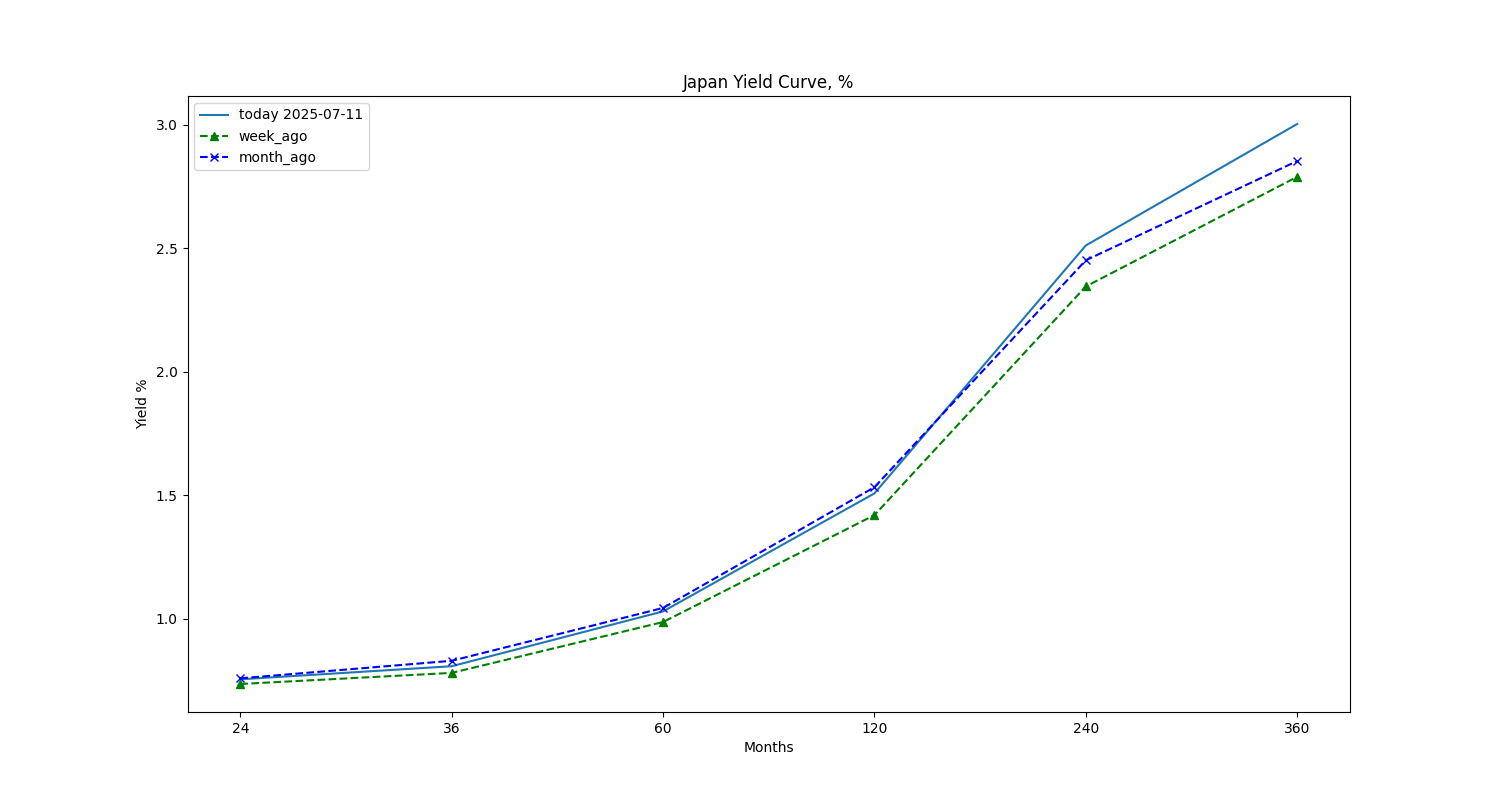 Japan Yield Curve, %
today 2025-07-11
week_ago
month_ago
3.0
2.5
2.0
1.5
1.0
Yield %
24 36 60 120 240 360
Months